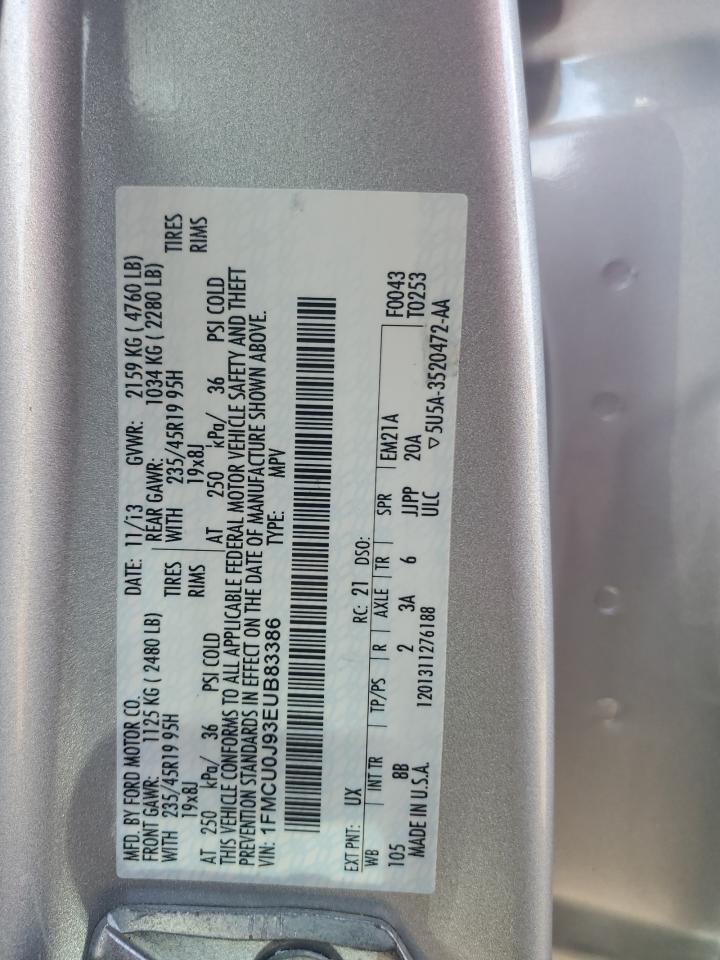 MFD. BY FORD MOTOR CO. DATE: 11/13 GVWR: 2159 KG ( 4760 LB)
FRONT GAWR: 1125 KG ( 2480 LB) REAR GAWR: 1034 KG ( 2280 LB)
WITH 235/45R19 95H TIRES WITH 235/45R19 95H TIRES
19x8J RIMS 19x8J RIMS
AT 250 kPa/ 36 PSI COLD AT 250 kPa/ 36 PSI COLD
THIS VEHICLE CONFORMS TO ALL APPLICABLE FEDERAL MOTOR VEHICLE SAFETY AND THEFT
PREVENTION STANDARDS IN EFFECT ON THE DATE OF MANUFACTURE SHOWN ABOVE.
VIN: 1FMCU0J93EUB83386 TYPE: MPV
EXT PNT: UX RC: 21 DSO: F0043
WB INT TR TP/PS R AXLE TR SPR EM21A T0253
105 8B 2 3A 6 JJPP 20A
MADE IN U.S.A. 1201311276188 ULC ▽5U5A-3520472-AA